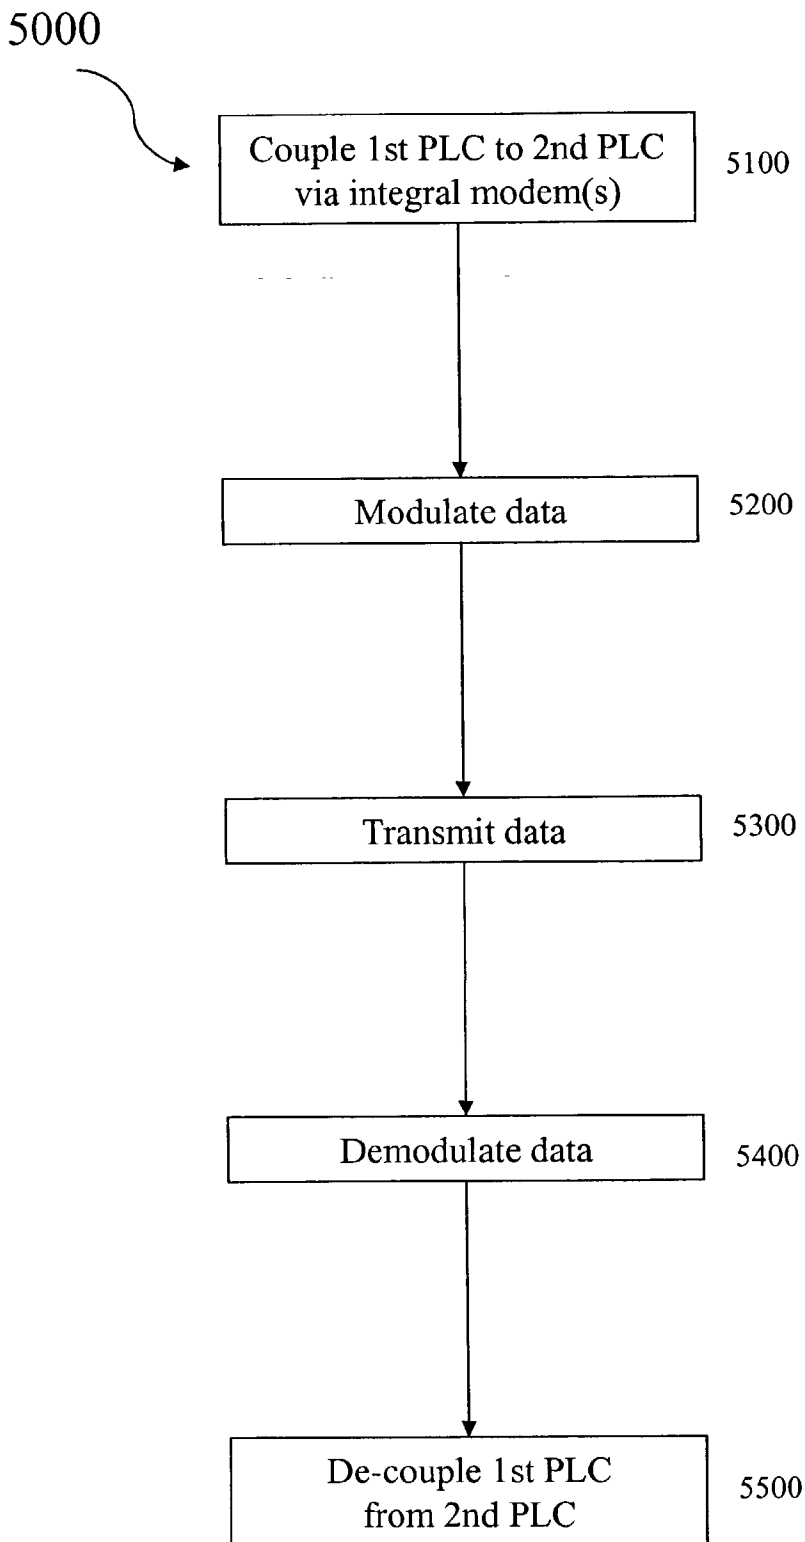 5000
Couple 1st PLC to 2nd PLC
via integral modem(s)
5100
Modulate data
5200
Transmit data
5300
Demodulate data
5400
De-couple 1st PLC
from 2nd PLC
5500